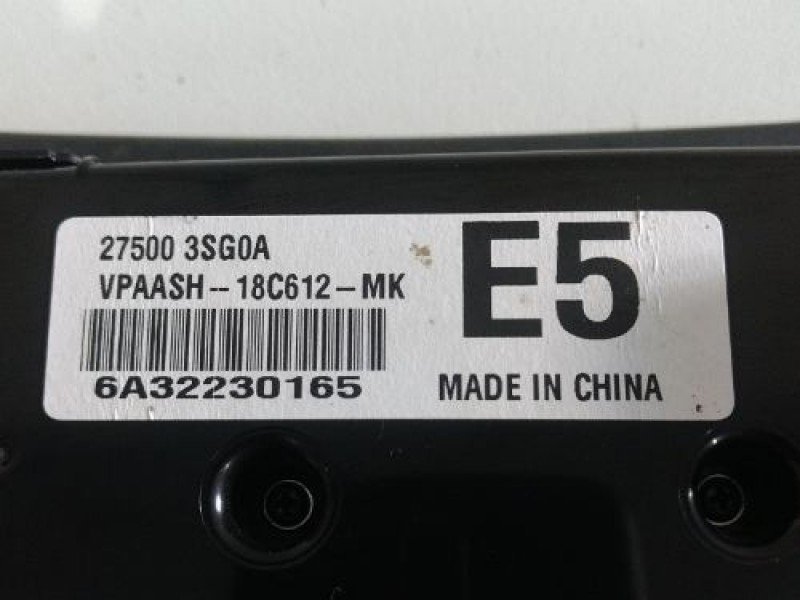 27500 3SG0A
VPAASH--18C612-MK
6A32230165
E5
MADE IN CHINA